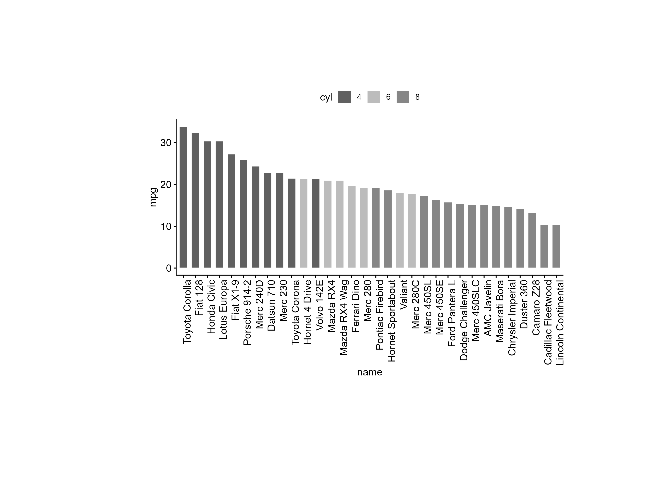 cyl 4 6 8
mpg
30
20
10
0
Toyota Corolla
Fiat 128
Honda Civic
Lotus Europa
Fiat X1-9
Porsche 914-2
Merc 240D
Datsun 710
Merc 230
Toyota Corona
Hornet 4 Drive
Volvo 142E
Mazda RX4
Mazda RX4 Wag
Ferrari Dino
Merc 280
Pontiac Firebird
Hornet Sportabout
Valiant
Merc 280C
Merc 450SL
Merc 450SE
Ford Pantera L
Dodge Challenger
Merc 450SLC
AMC Javelin
Maserati Bora
Chrysler Imperial
Duster 360
Camaro Z28
Cadillac Fleetwood
Lincoln Continental
name